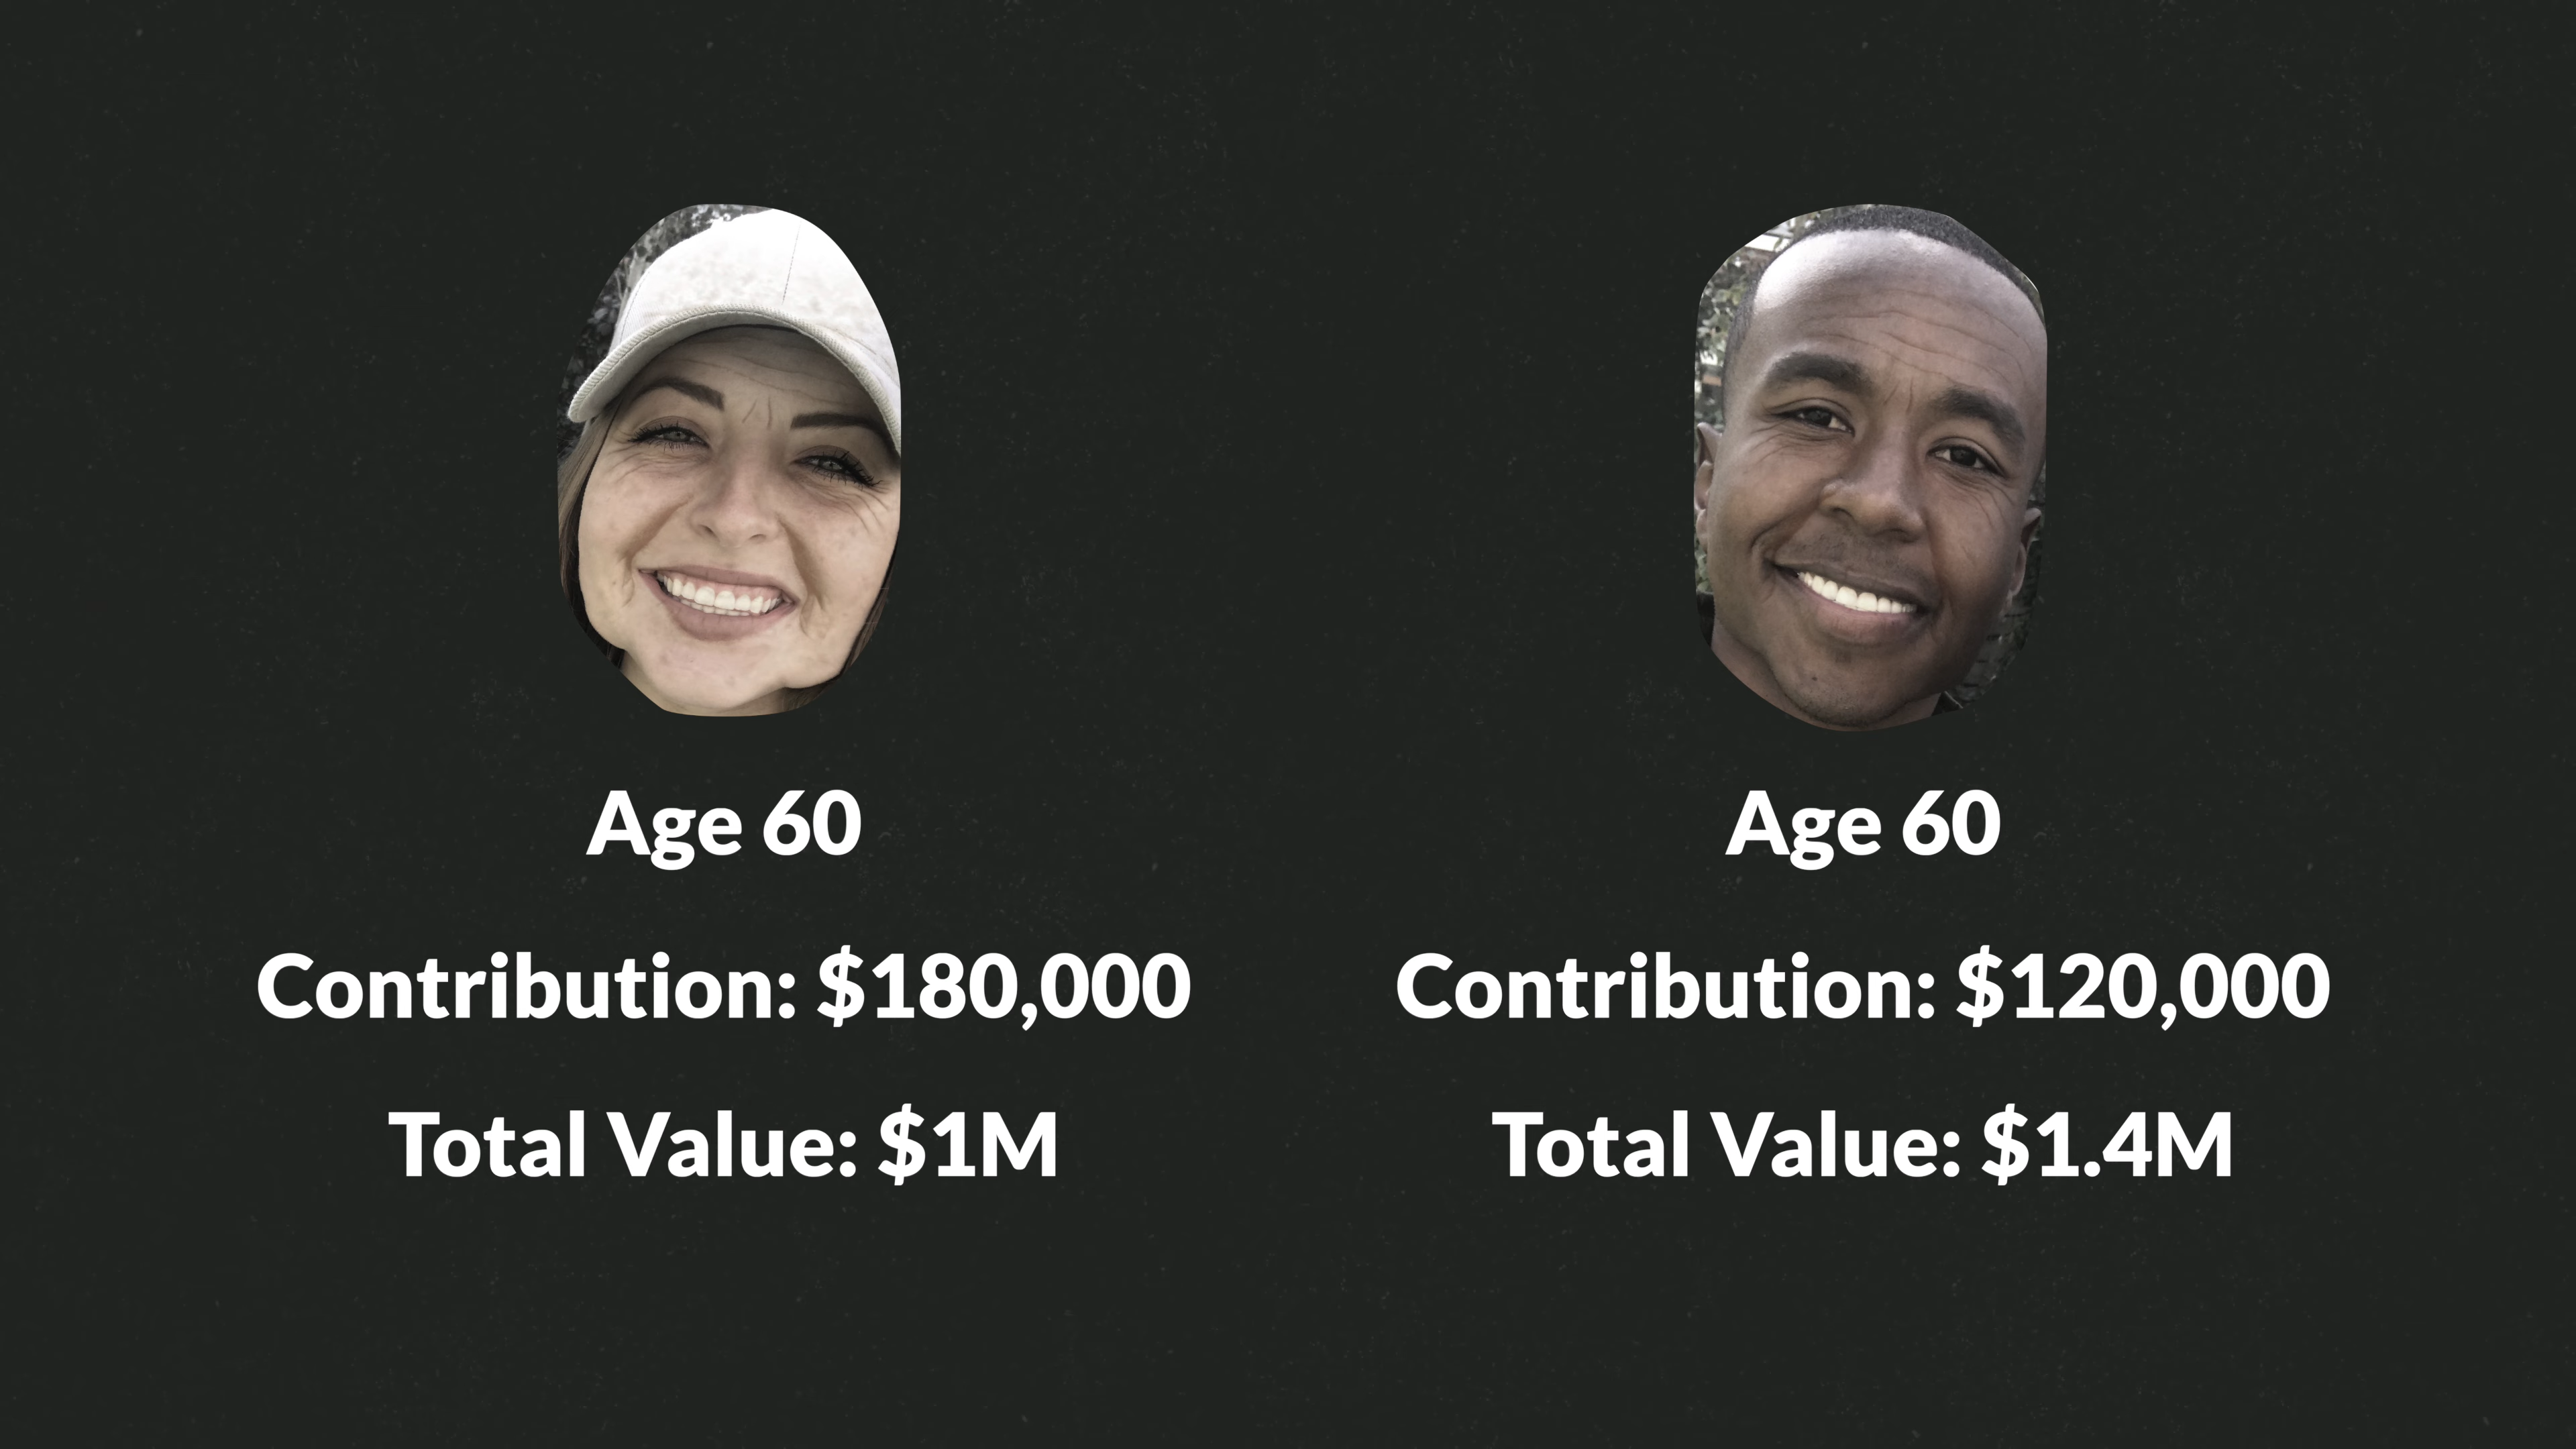 Age 60
Contribution: $180,000
Total Value: $1M
Age 60
Contribution: $120,000
Total Value: $1.4M